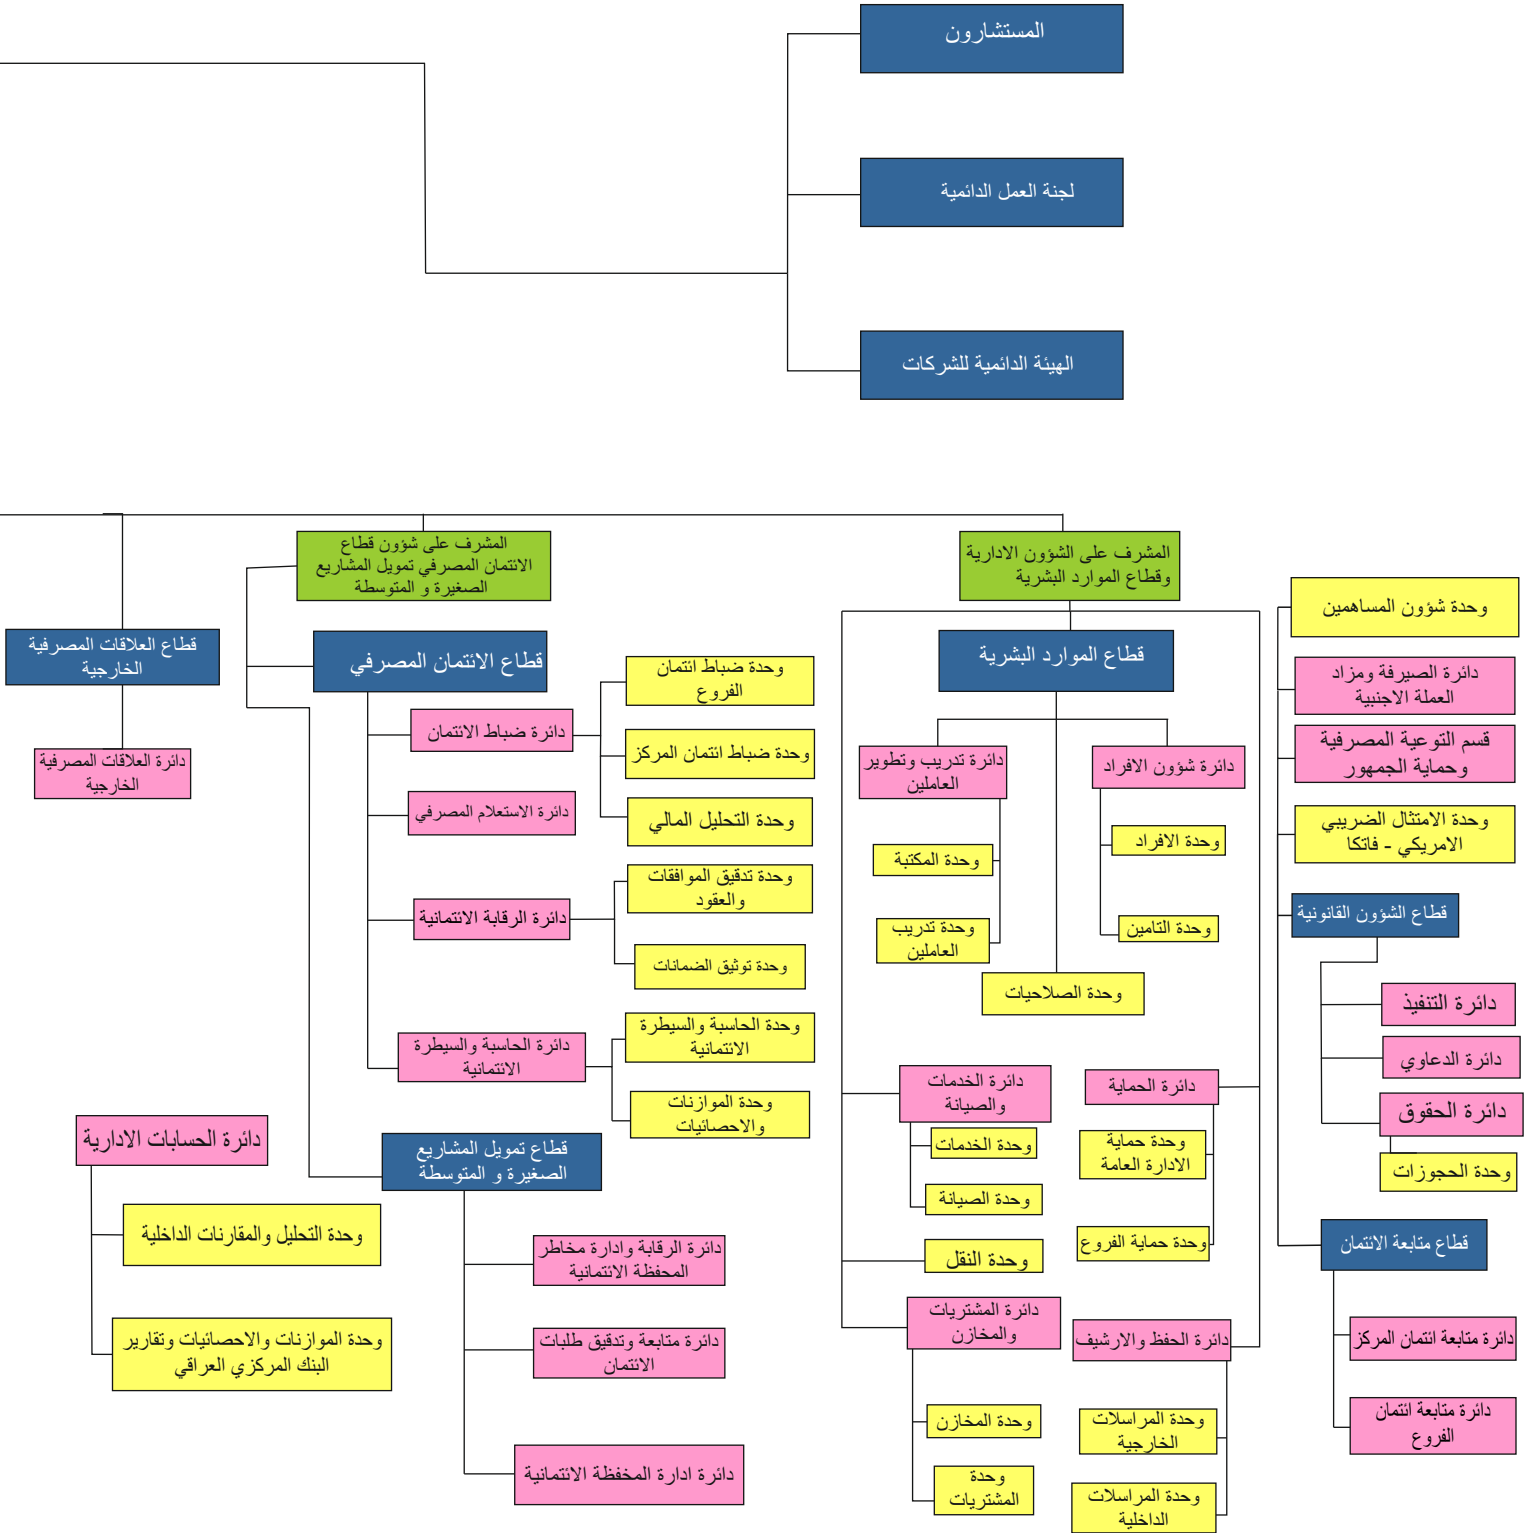 المستشارون
لجنة العمل الدائمية
الهيئة الدائمية للشركات
المشرف على الشؤون الادارية
وقطاع الموارد البشرية
المشرف على شؤون قطاع
الائتمان المصرفي تمويل المشاريع
الصغيرة و المتوسطة
وحدة شؤون المساهمين
دائرة الصيرفة ومزاد
العملة الاجنبية
قسم التوعية المصرفية
وحماية الجمهور
وحدة الامتثال الضريبي
الامريكي - فاتكا
قطاع الشؤون القانونية
دائرة التنفيذ
دائرة الدعاوي
دائرة الحقوق
وحدة الحجوزات
قطاع متابعة الائتمان
دائرة متابعة ائتمان المركز
دائرة متابعة ائتمان
الفروع
قطاع الموارد البشرية
دائرة شؤون الافراد
وحدة الافراد
وحدة التامين
دائرة تدريب وتطوير
العاملين
وحدة المكتبة
وحدة تدريب
العاملين
وحدة الصلاحيات
دائرة الحماية
وحدة حماية
الادارة العامة
وحدة حماية الفروع
دائرة الحفظ والارشيف
وحدة المراسلات
الخارجية
وحدة المراسلات
الداخلية
دائرة الخدمات
والصيانة
وحدة الخدمات
وحدة الصيانة
وحدة النقل
دائرة المشتريات
والمخازن
وحدة المخازن
وحدة
المشتريات
قطاع الائتمان المصرفي
دائرة ضباط الائتمان
وحدة ضباط ائتمان
الفروع
وحدة ضباط ائتمان المركز
وحدة التحليل المالي
دائرة الاستعلام المصرفي
دائرة الرقابة الائتمانية
وحدة تدقيق الموافقات
والعقود
وحدة توثيق الضمانات
دائرة الحاسبة والسيطرة
الائتمانية
وحدة الحاسبة والسيطرة
الائتمانية
وحدة الموازنات
والاحصائيات
قطاع تمويل المشاريع
الصغيرة و المتوسطة
دائرة الرقابة وادارة مخاطر
المحفظة الائتمانية
دائرة متابعة وتدقيق طلبات
الائتمان
دائرة ادارة المخفظة الائتمانية
قطاع العلاقات المصرفية
الخارجية
دائرة العلاقات المصرفية
الخارجية
دائرة الحسابات الادارية
وحدة التحليل والمقارنات الداخلية
وحدة الموازنات والاحصائيات وتقارير
البنك المركزي العراقي